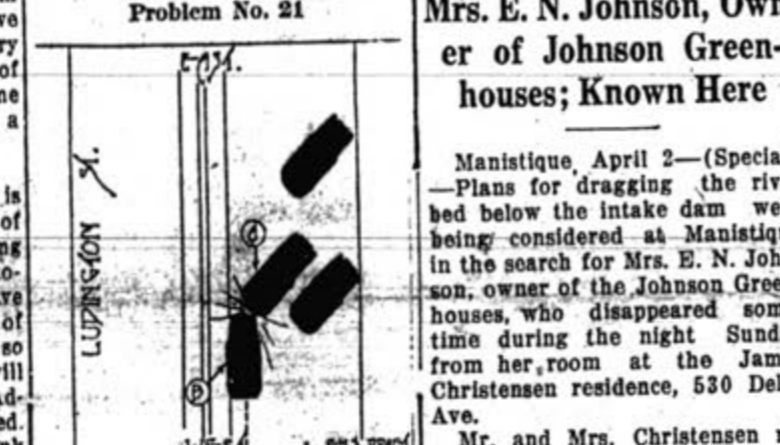 Problem No. 21
LUDINGTON St.
Mrs. E. N. Johnson, Own-
er of Johnson Green-
houses; Known Here
Manistique, April 2—(Specia
—Plans for dragging the riv
bed below the intake dam we
being considered at Manistiqu
in the search for Mrs. E. N. Joh
son, owner of the Johnson Gree
houses, who disappeared som
time during the night Sund
from her room at the Jam
Christensen residence, 530 Del
Ave.
Mr. and Mrs. Christensen